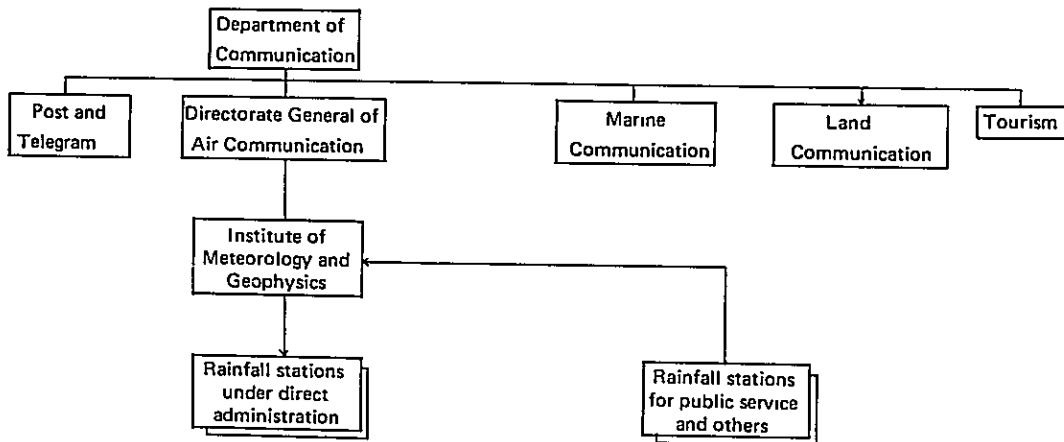 Department of
Communication
Post and
Telegram
Directorate General of
Air Communication
Marine
Communication
Land
Communication
Tourism
Institute of
Meteorology and
Geophysics
Rainfall stations
under direct
administration
Rainfall stations
for public service
and others